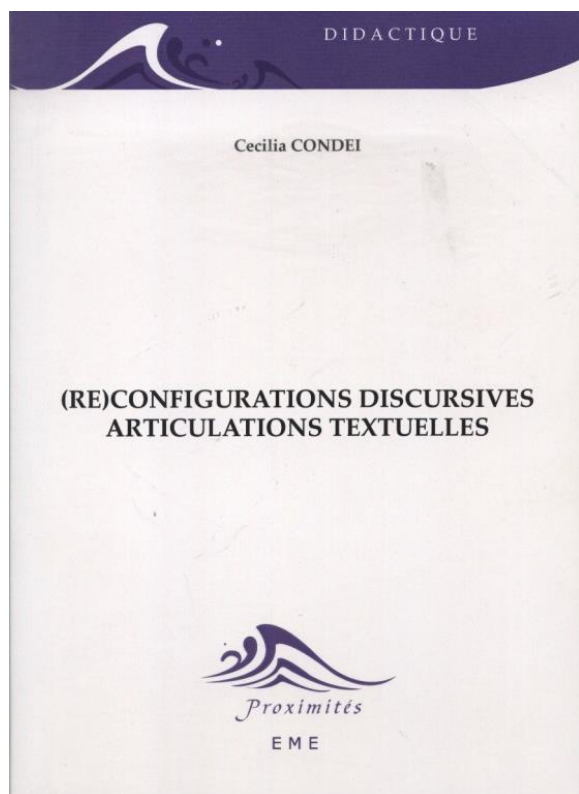 DIDACTIQUE
Cecilia CONDEI
(RE)CONFIGURATIONS DISCURSIVES
ARTICULATIONS TEXTUELLES
Proximités
EME